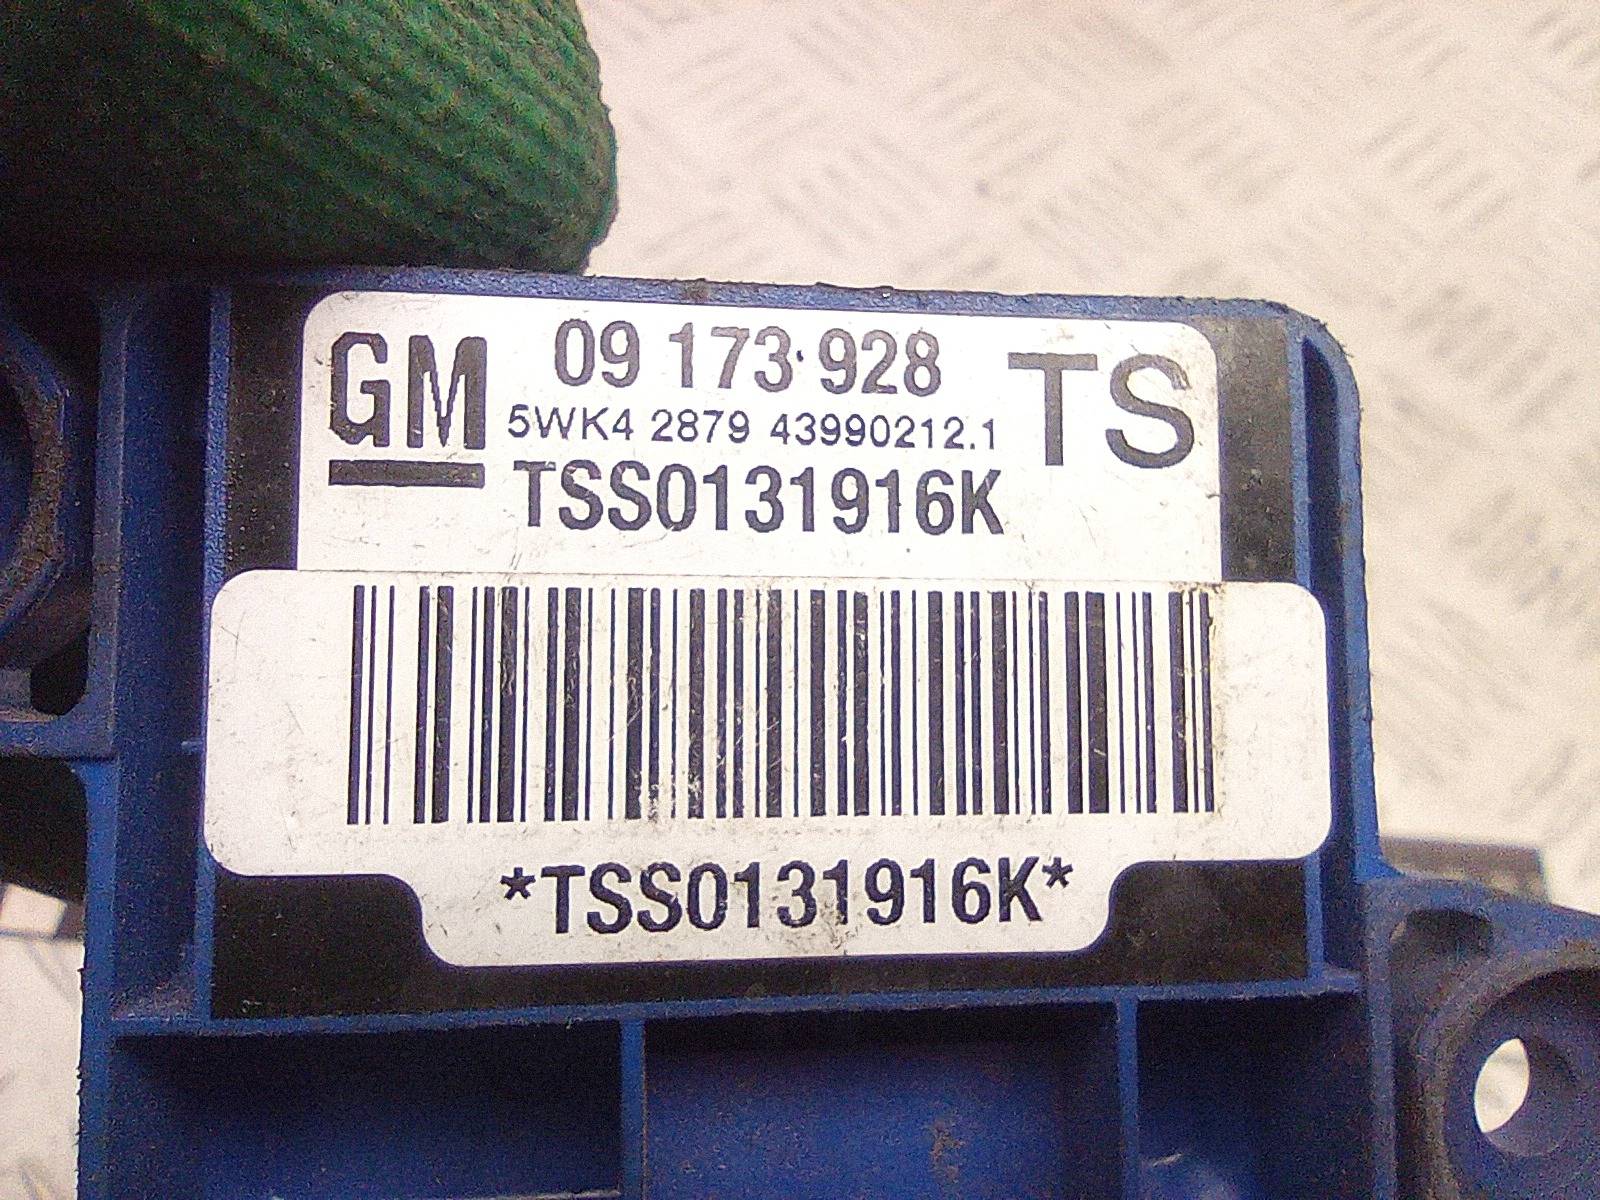 GM
09 173 928
TS
5WK4 2879 43990212.1
TSS0131916K
*TSS0131916K*